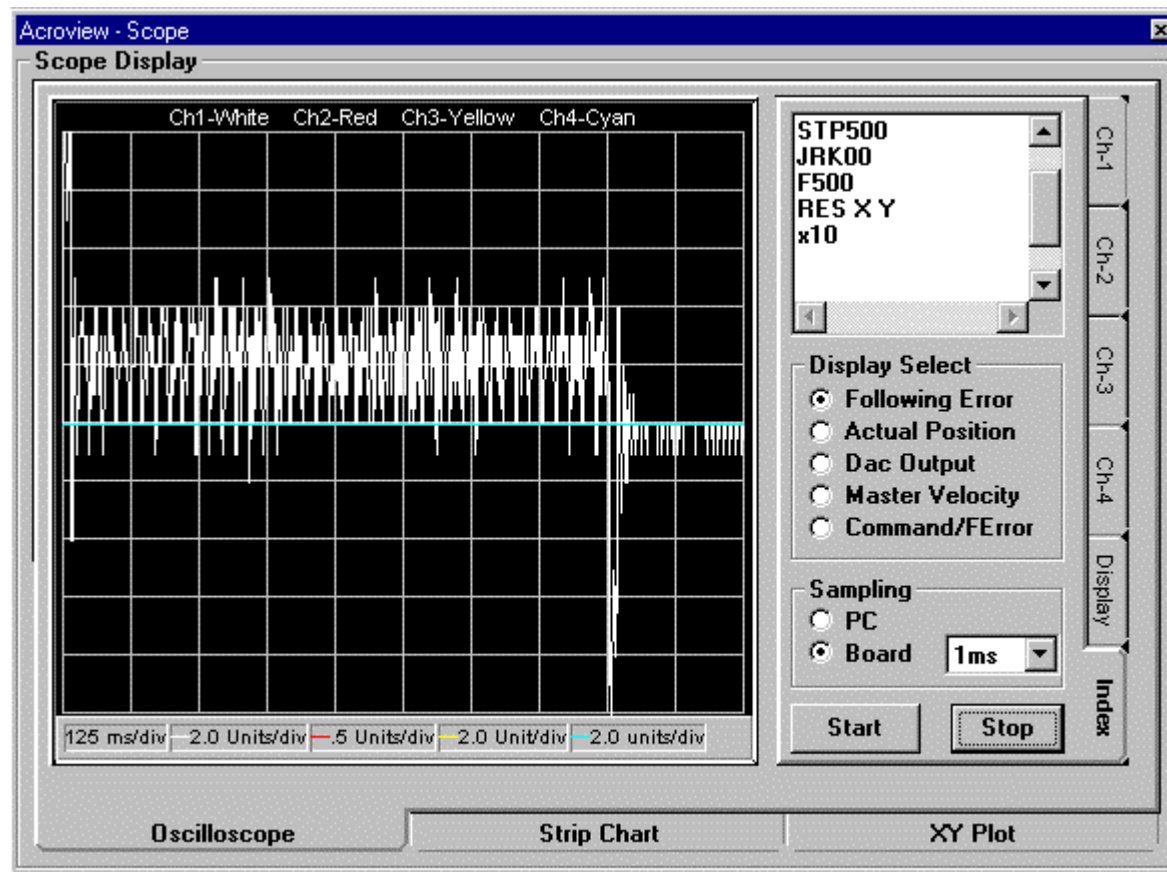 Acroview - Scope
Scope Display
Ch1-White Ch2-Red Ch3-Yellow Ch4-Cyan
125 ms/div 2.0 Units/div .5 Units/div 2.0 Unit/div 2.0 units/div
STP500
JRK00
F500
RES X Y
x10
Display Select
Following Error
Actual Position
Dac Output
Master Velocity
Command/FError
Sampling
PC
Board 1ms
Start Stop
Ch-1
Ch-2
Ch-3
Ch-4
Display
Index
Oscilloscope Strip Chart XY Plot